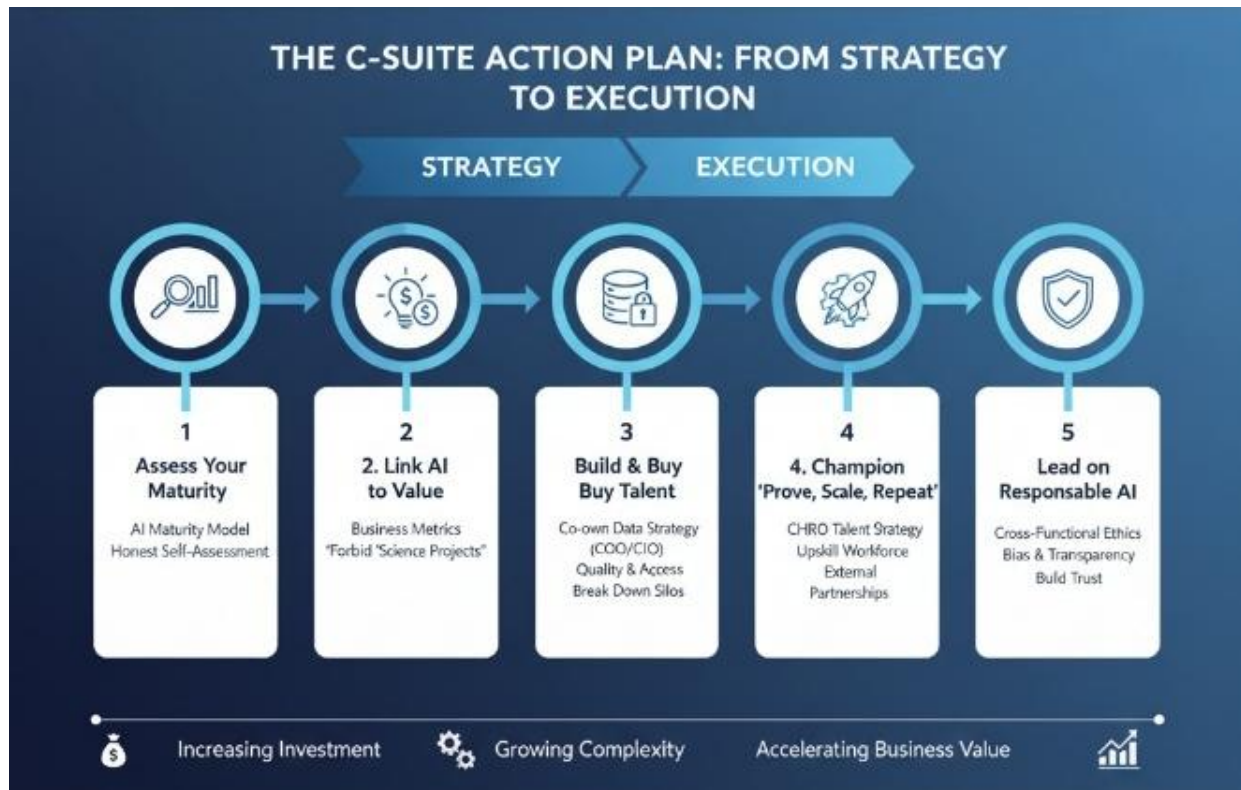 THE C-SUITE ACTION PLAN: FROM STRATEGY
TO EXECUTION
STRATEGY
EXECUTION
1
Assess Your
Maturity
AI Maturity Model
Honest Self-Assessment
2
2. Link AI
to Value
Business Metrics
"Forbid "Science Projects"
3
Build & Buy
Buy Talent
Co-own Data Strategy
(COO/CIO)
Quality & Access
Break Down Silos
4
4. Champion
'Prove, Scale, Repeat'
CHRO Talent Srategy
Upskill Workforce
External
Partnerships
5
Lead on
Responsible AI
Cross-Functional Ethics
Bias & Transparency
Build Trust
Increasing Investment
Growing Complexity
Accelerating Business Value